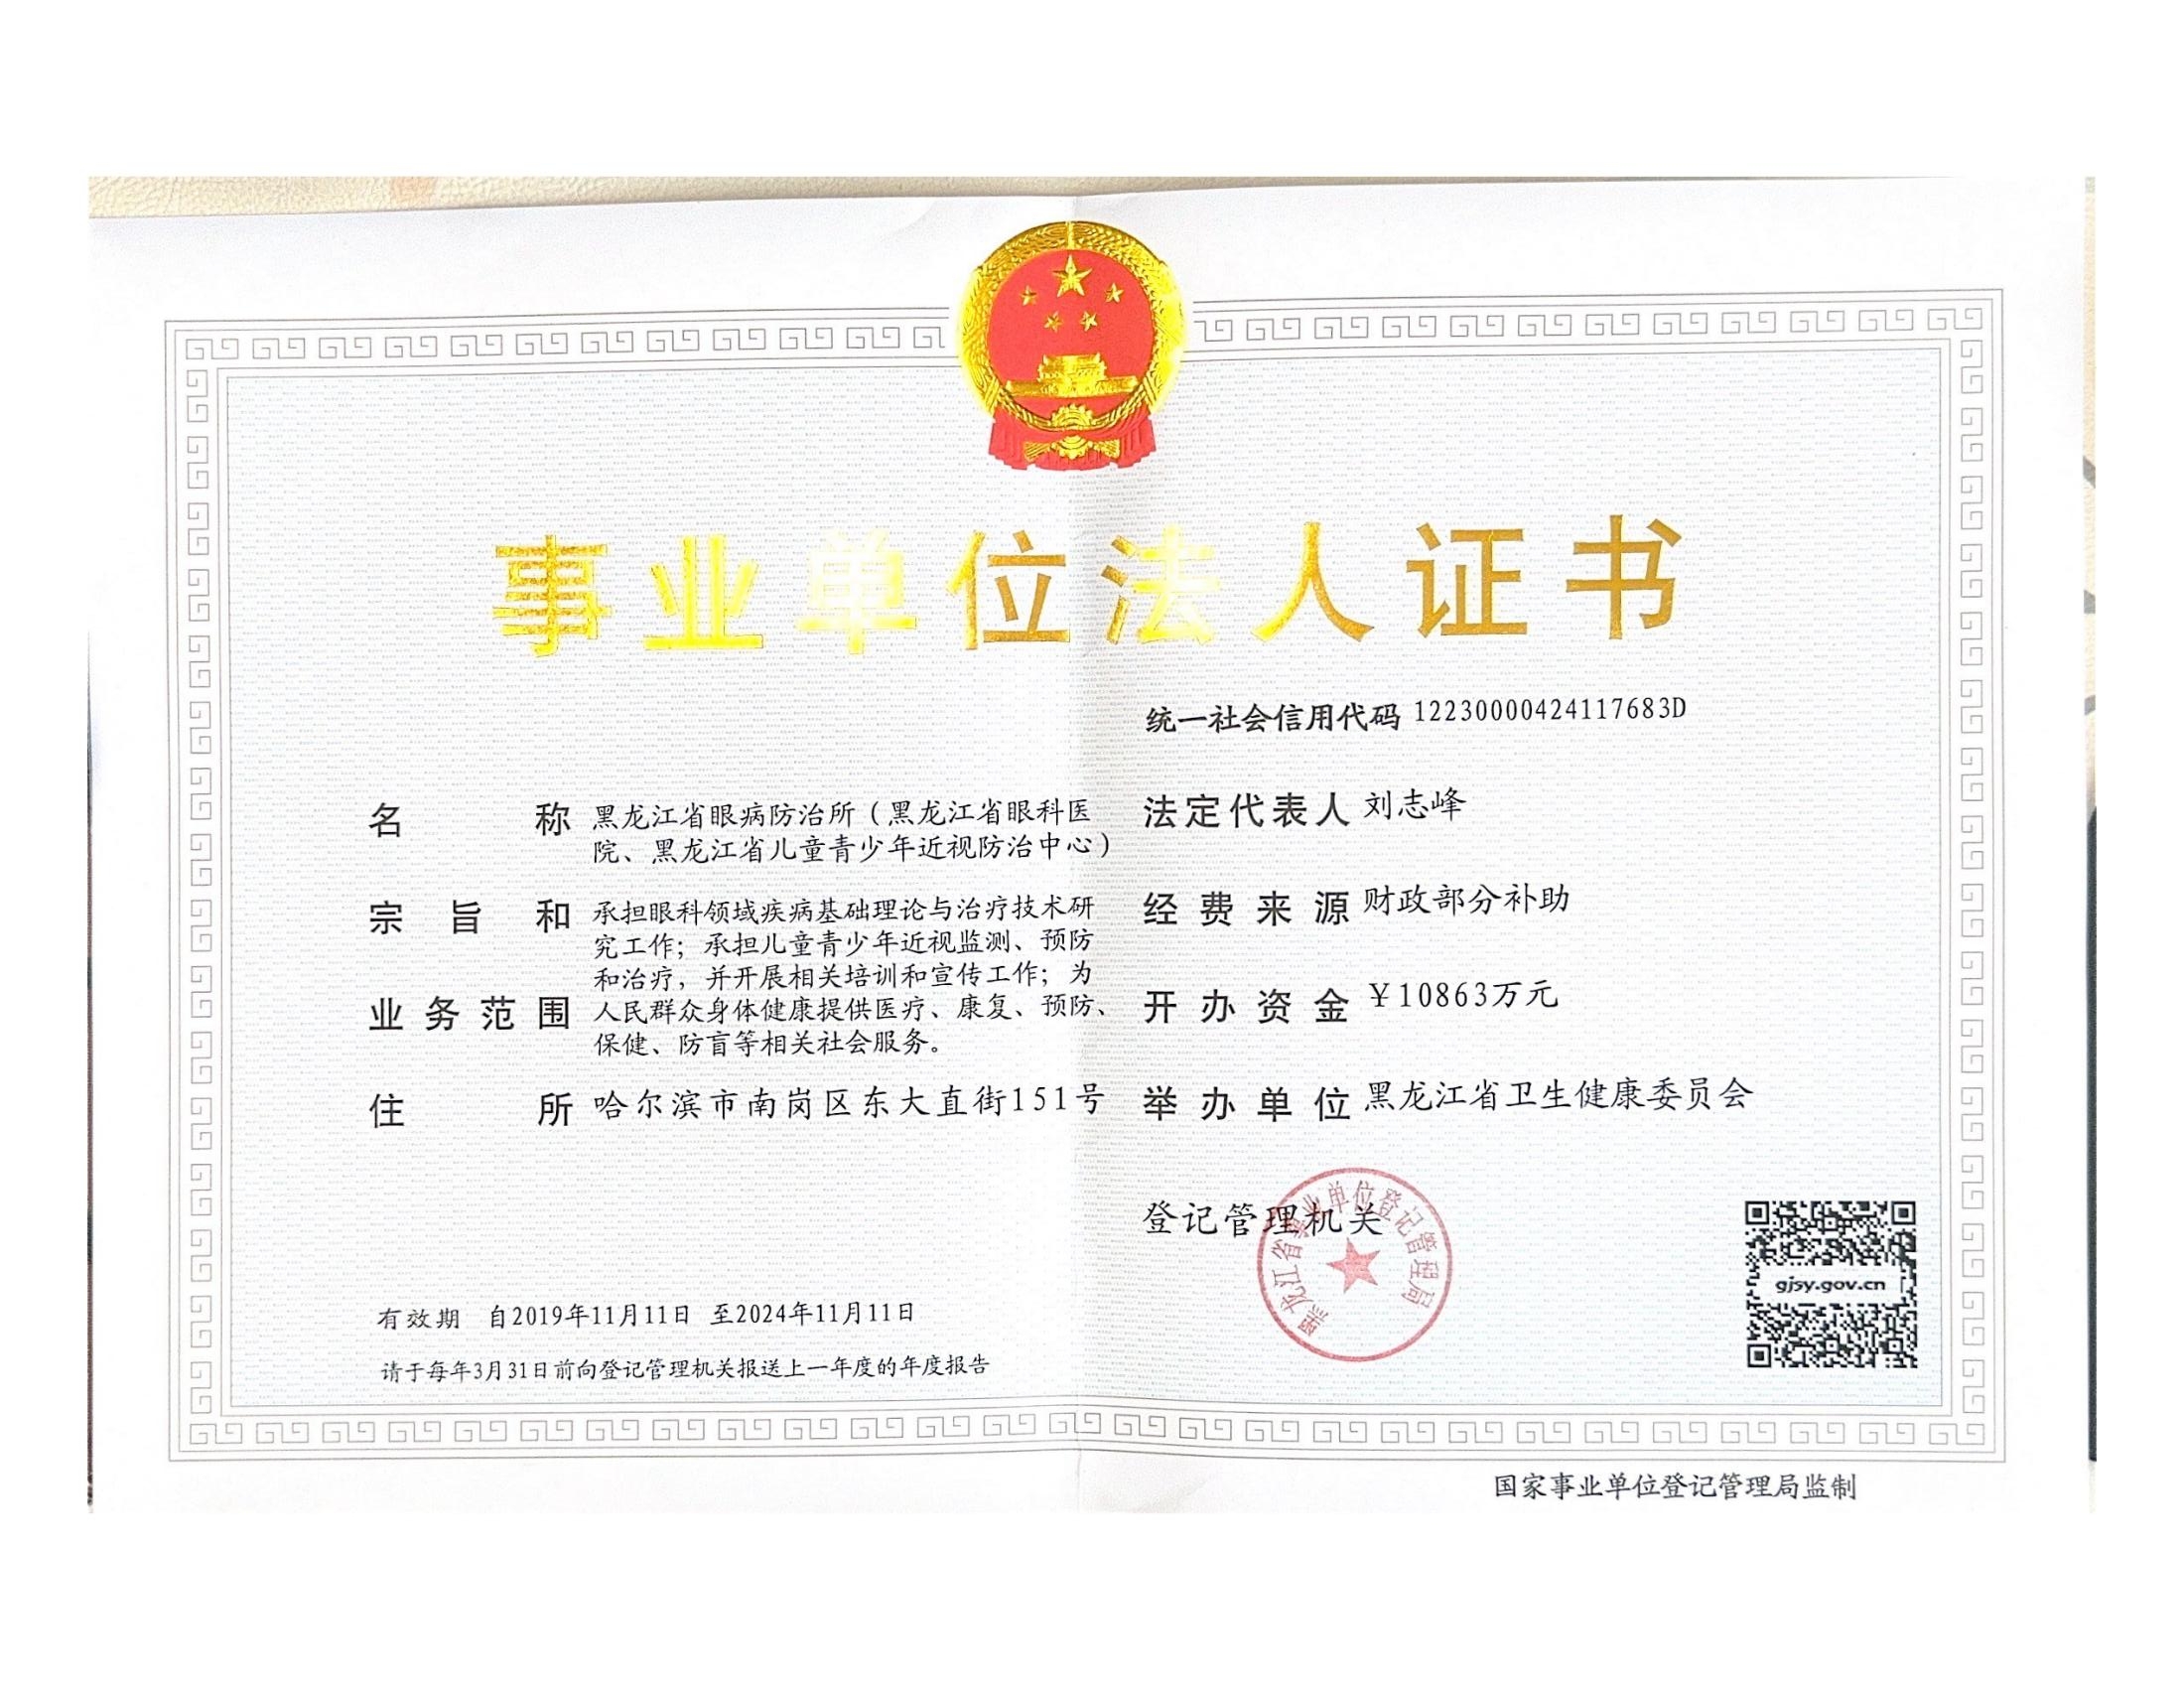 事业单位法人证书
统一社会信用代码 12230000424117683D
名称 黑龙江省眼病防治所（黑龙江省眼科医
院、黑龙江省儿童青少年近视防治中心）
宗旨和
业务范围
承担眼科领域疾病基础理论与治疗技术研
究工作；承担儿童青少年近视监测、预防
和治疗，并开展相关培训和宣传工作；为
人民群众身体健康提供医疗、康复、预防、
保健、防盲等相关社会服务。
住所 哈尔滨市南岗区东大直街151号
法定代表人 刘志峰
经费来源 财政部分补助
开办资金 ¥10863万元
举办单位 黑龙江省卫生健康委员会
登记管理机关
黑龙江省事业单位登记管理局
gjsy.gov.cn
有效期 自2019年11月11日 至2024年11月11日
请于每年3月31日前向登记管理机关报送上一年度的年度报告
国家事业单位登记管理局监制